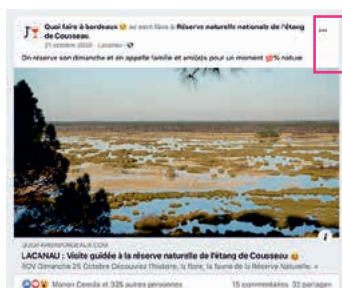 Quoi faire à bordeaux 😍 se sent libre à Réserve naturelle nationale de l'étang
de Cousseau.
21 octobre 2020 · Lacanau ·
On réserve son dimanche et on appelle famille et ami(e)s pour un moment 💯% nature
QUOIFAIREABORDEAUX.COM
LACANAU : Visite guidée à la réserve naturelle de l'étang de Cousseau 😍
RDV Dimanche 25 Octobre Découvrez l'histoire, la flore, la faune de la Réserve Naturelle. »
Manon Cereda et 326 autres personnes
15 commentaires 32 partages